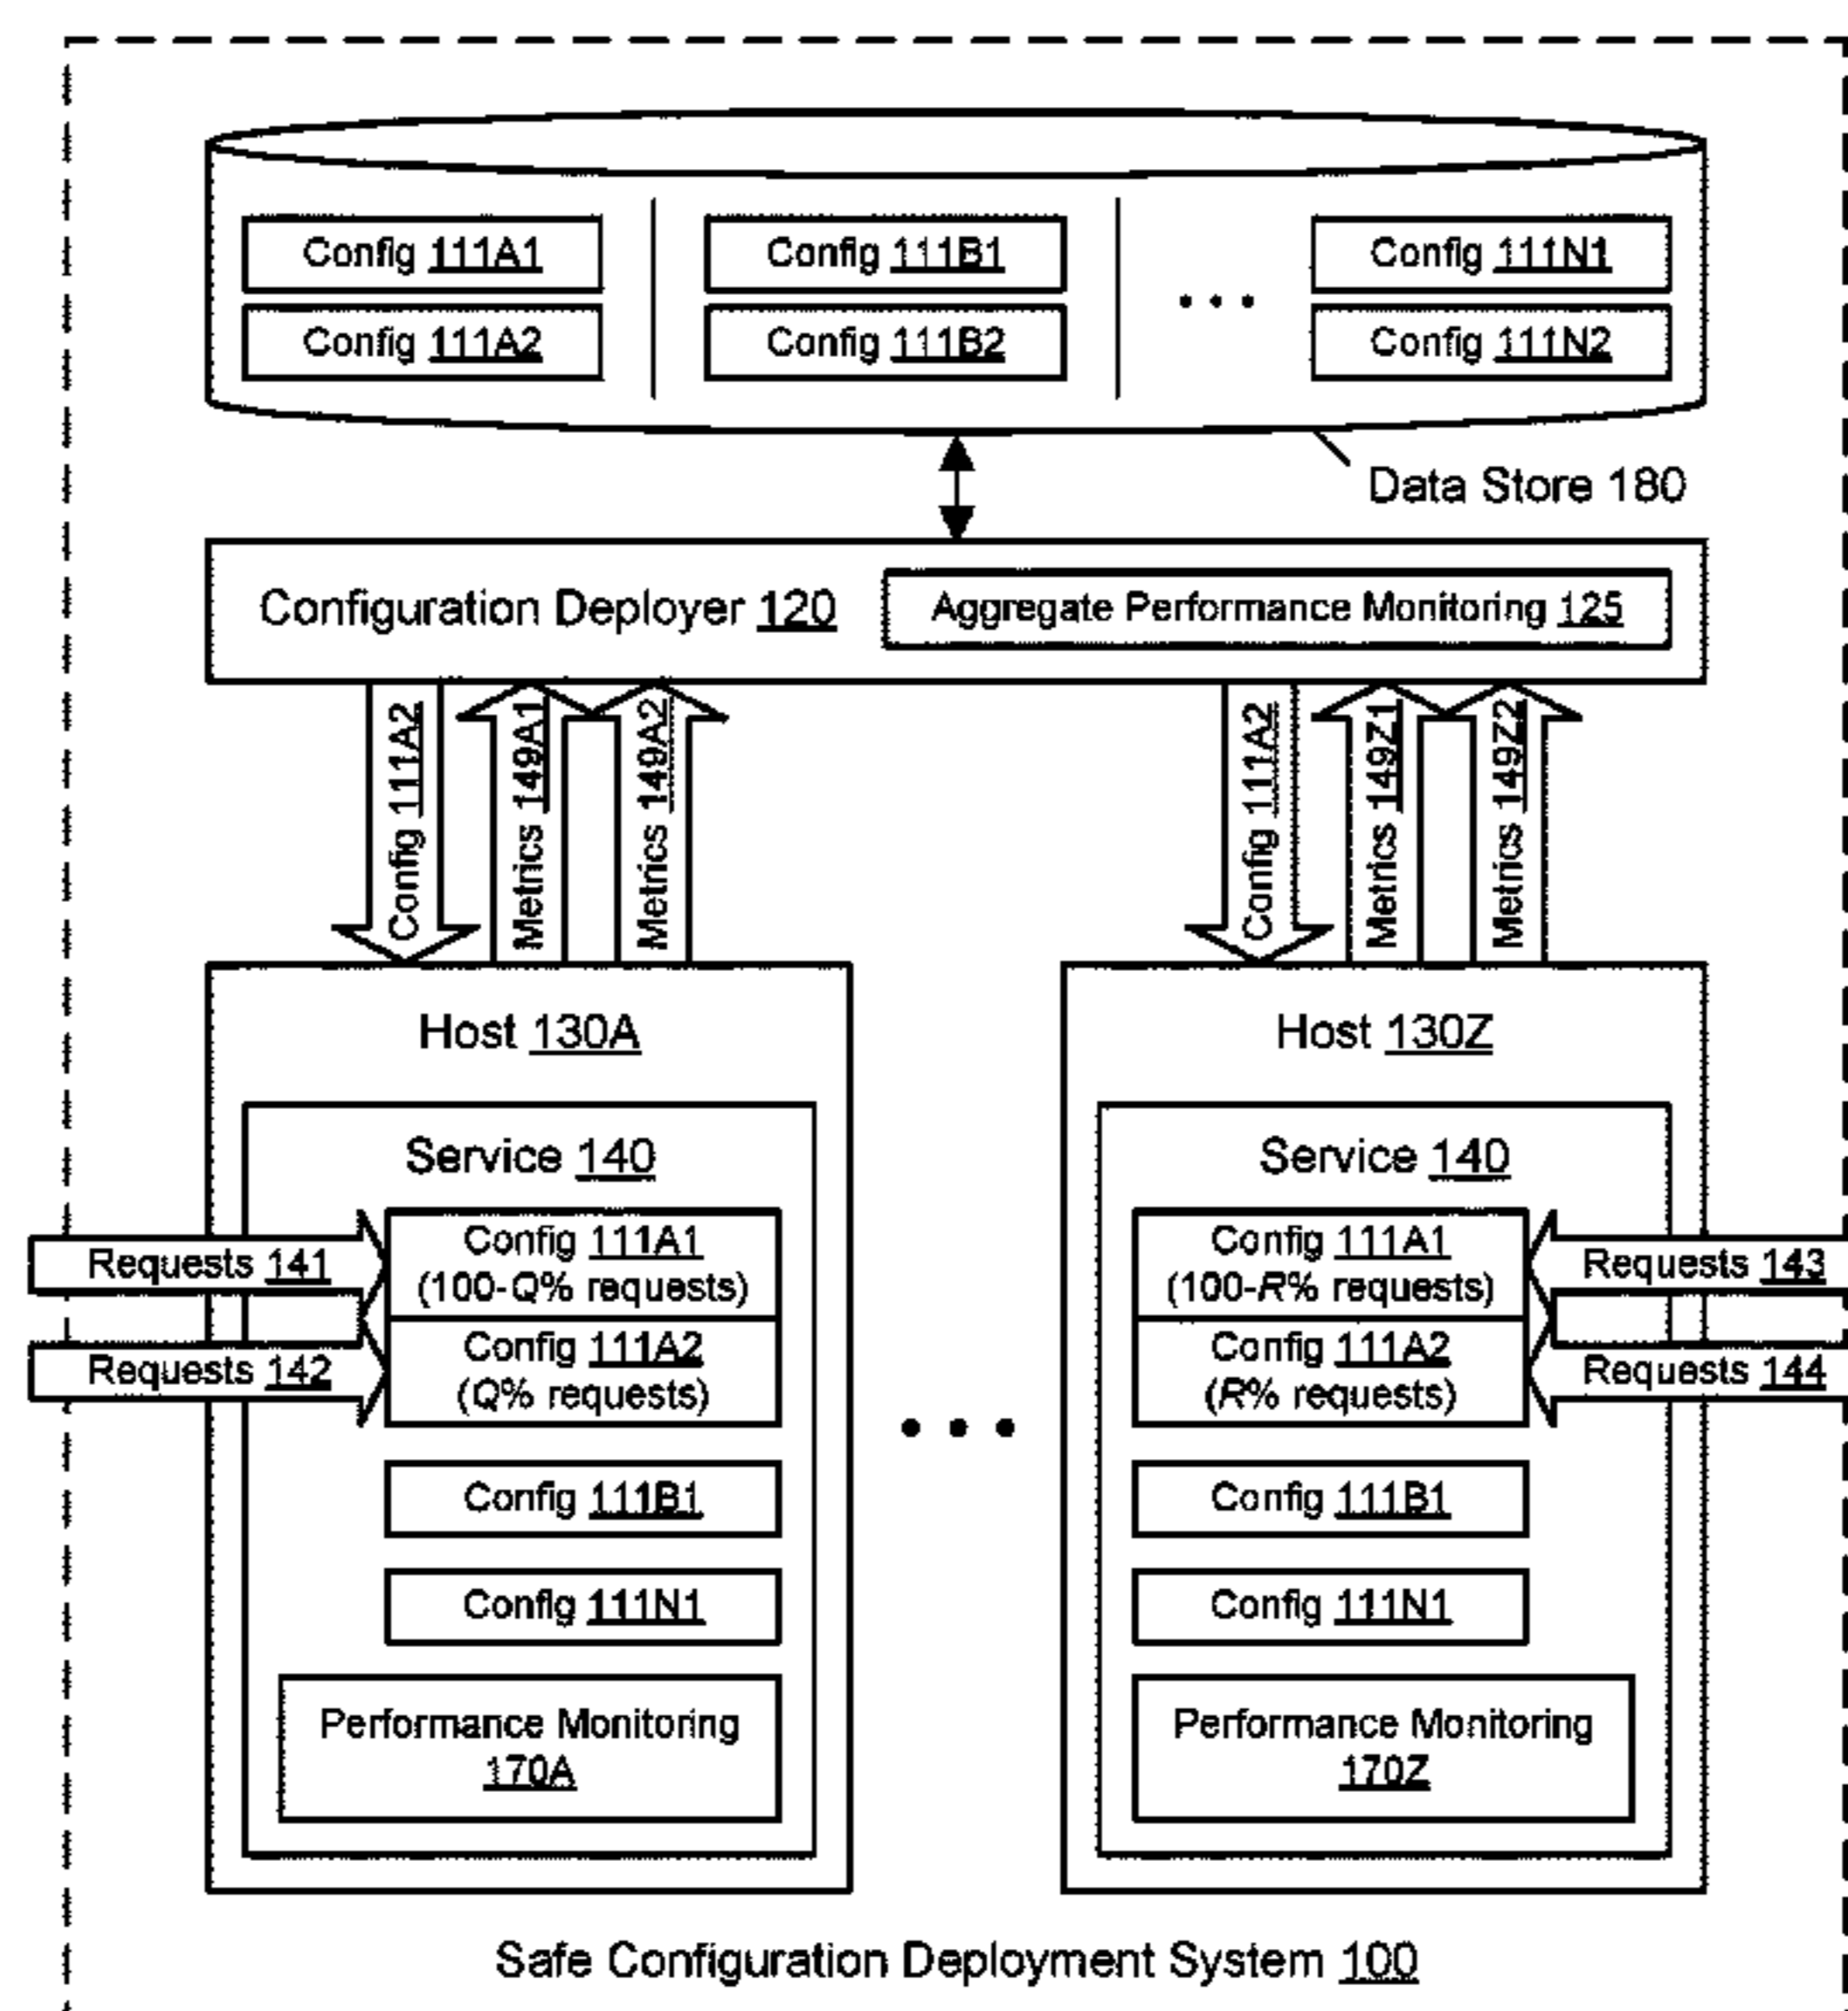 Config 111A1
Config 111B1
Config 111N1
Config 111A2
Config 111B2
• • •
Config 111N2
Data Store 180
Configuration Deployer 120
Aggregate Performance Monitoring 125
Config 111A2
Metrics 149A1
Metrics 149A2
Config 111A2
Metrics 149Z1
Metrics 149Z2
Host 130A
Service 140
Requests 141
Config 111A1
(100-Q% requests)
Requests 142
Config 111A2
(Q% requests)
Config 111B1
Config 111N1
Performance Monitoring
170A
• • •
Host 130Z
Service 140
Config 111A1
(100-R% requests)
Requests 143
Config 111A2
(R% requests)
Requests 144
Config 111B1
Config 111N1
Performance Monitoring
170Z
Safe Configuration Deployment System 100